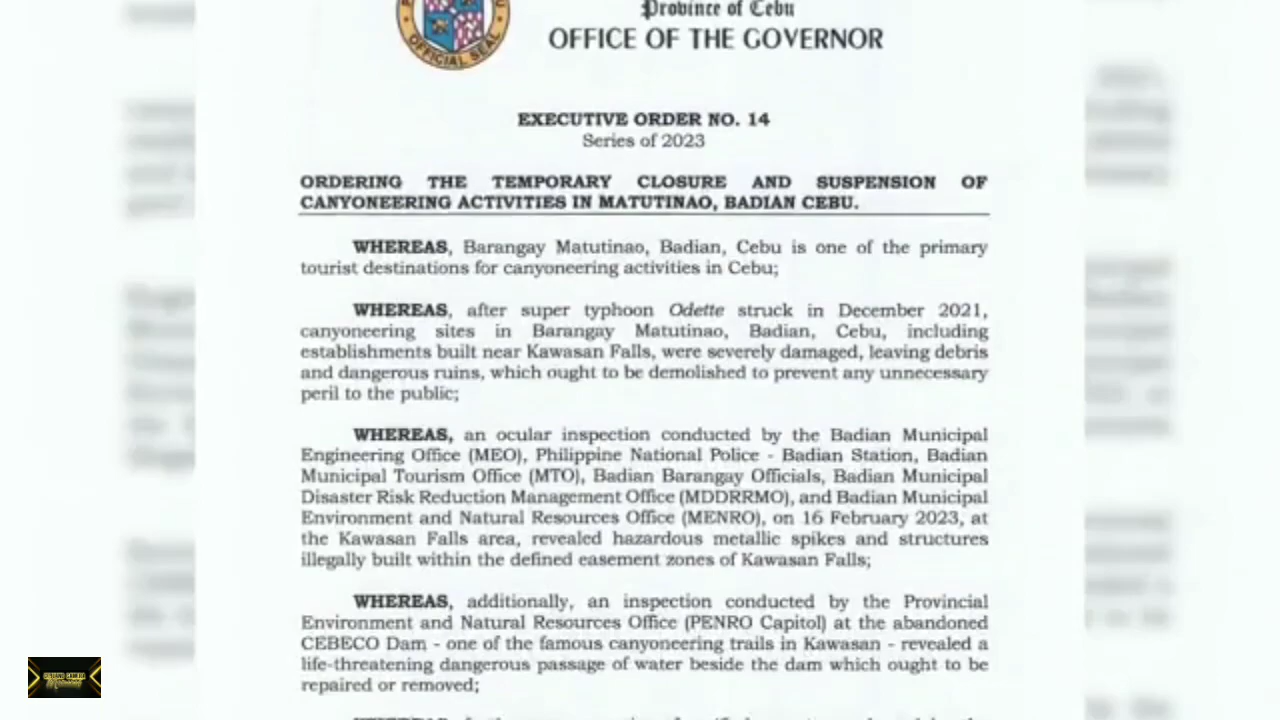 Province of Cebu
OFFICIAL SEAL
OFFICE OF THE GOVERNOR
EXECUTIVE ORDER NO. 14
Series of 2023
ORDERING THE TEMPORARY CLOSURE AND SUSPENSION OF
CANYONEERING ACTIVITIES IN MATUTINAO, BADIAN CEBU.
WHEREAS, Barangay Matutinao, Badian, Cebu is one of the primary
tourist destinations for canyoneering activities in Cebu;
WHEREAS, after super typhoon Odette struck in December 2021,
canyoneering sites in Barangay Matutinao, Badian, Cebu, including
establishments built near Kawasan Falls, were severely damaged, leaving debris
and dangerous ruins, which ought to be demolished to prevent any unnecessary
peril to the public;
WHEREAS, an ocular inspection conducted by the Badian Municipal
Engineering Office (MEO), Philippine National Police - Badian Station, Badian
Municipal Tourism Office (MTO), Badian Barangay Officials, Badian Municipal
Disaster Risk Reduction Management Office (MDDRRMO), and Badian Municipal
Environment and Natural Resources Office (MENRO), on 16 February 2023, at
the Kawasan Falls area, revealed hazardous metallic spikes and structures
illegally built within the defined easement zones of Kawasan Falls;
WHEREAS, additionally, an inspection conducted by the Provincial
Environment and Natural Resources Office (PENRO Capitol) at the abandoned
CEBECO Dam - one of the famous canyoneering trails in Kawasan - revealed a
life-threatening dangerous passage of water beside the dam which ought to be
repaired or removed;